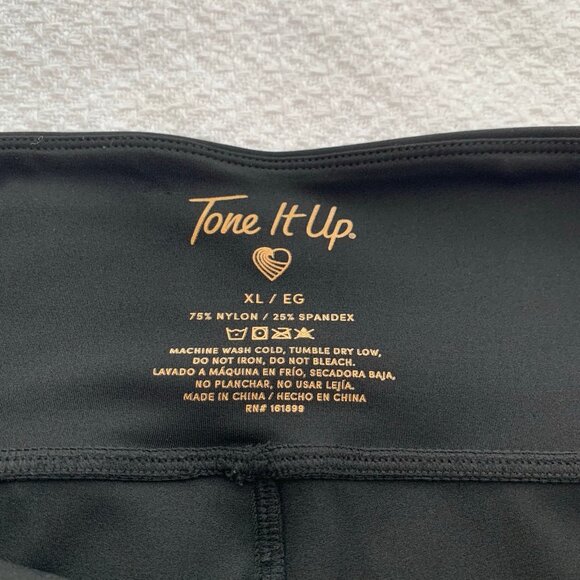 Tone It Up®
XL / EG
75% NYLON / 25% SPANDEX
MACHINE WASH COLD, TUMBLE DRY LOW,
DO NOT IRON, DO NOT BLEACH.
LAVADO A MÁQUINA EN FRÍO, SECADORA BAJA,
NO PLANCHAR, NO USAR LEJÍA.
MADE IN CHINA / HECHO EN CHINA
RN# 161899